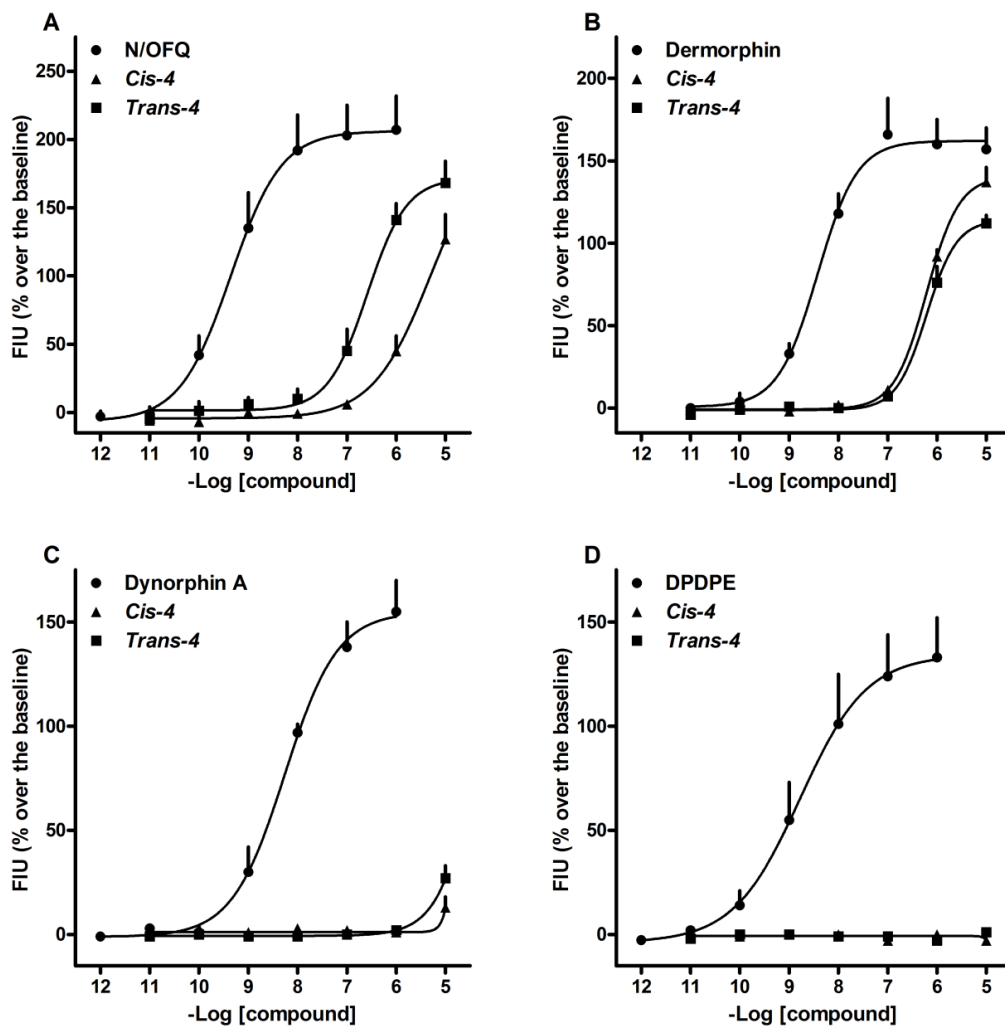 A
N/OFQ
Cis-4
Trans-4
FIU (% over the baseline)
250
200
150
100
50
0
12 11 10 9 8 7 6 5
-Log [compound]
B
Dermorphin
Cis-4
Trans-4
FIU (% over the baseline)
200
150
100
50
0
12 11 10 9 8 7 6 5
-Log [compound]
C
Dynorphin A
Cis-4
Trans-4
FIU (% over the baseline)
150
100
50
0
12 11 10 9 8 7 6 5
-Log [compound]
D
DPDPE
Cis-4
Trans-4
FIU (% over the baseline)
150
100
50
0
12 11 10 9 8 7 6 5
-Log [compound]